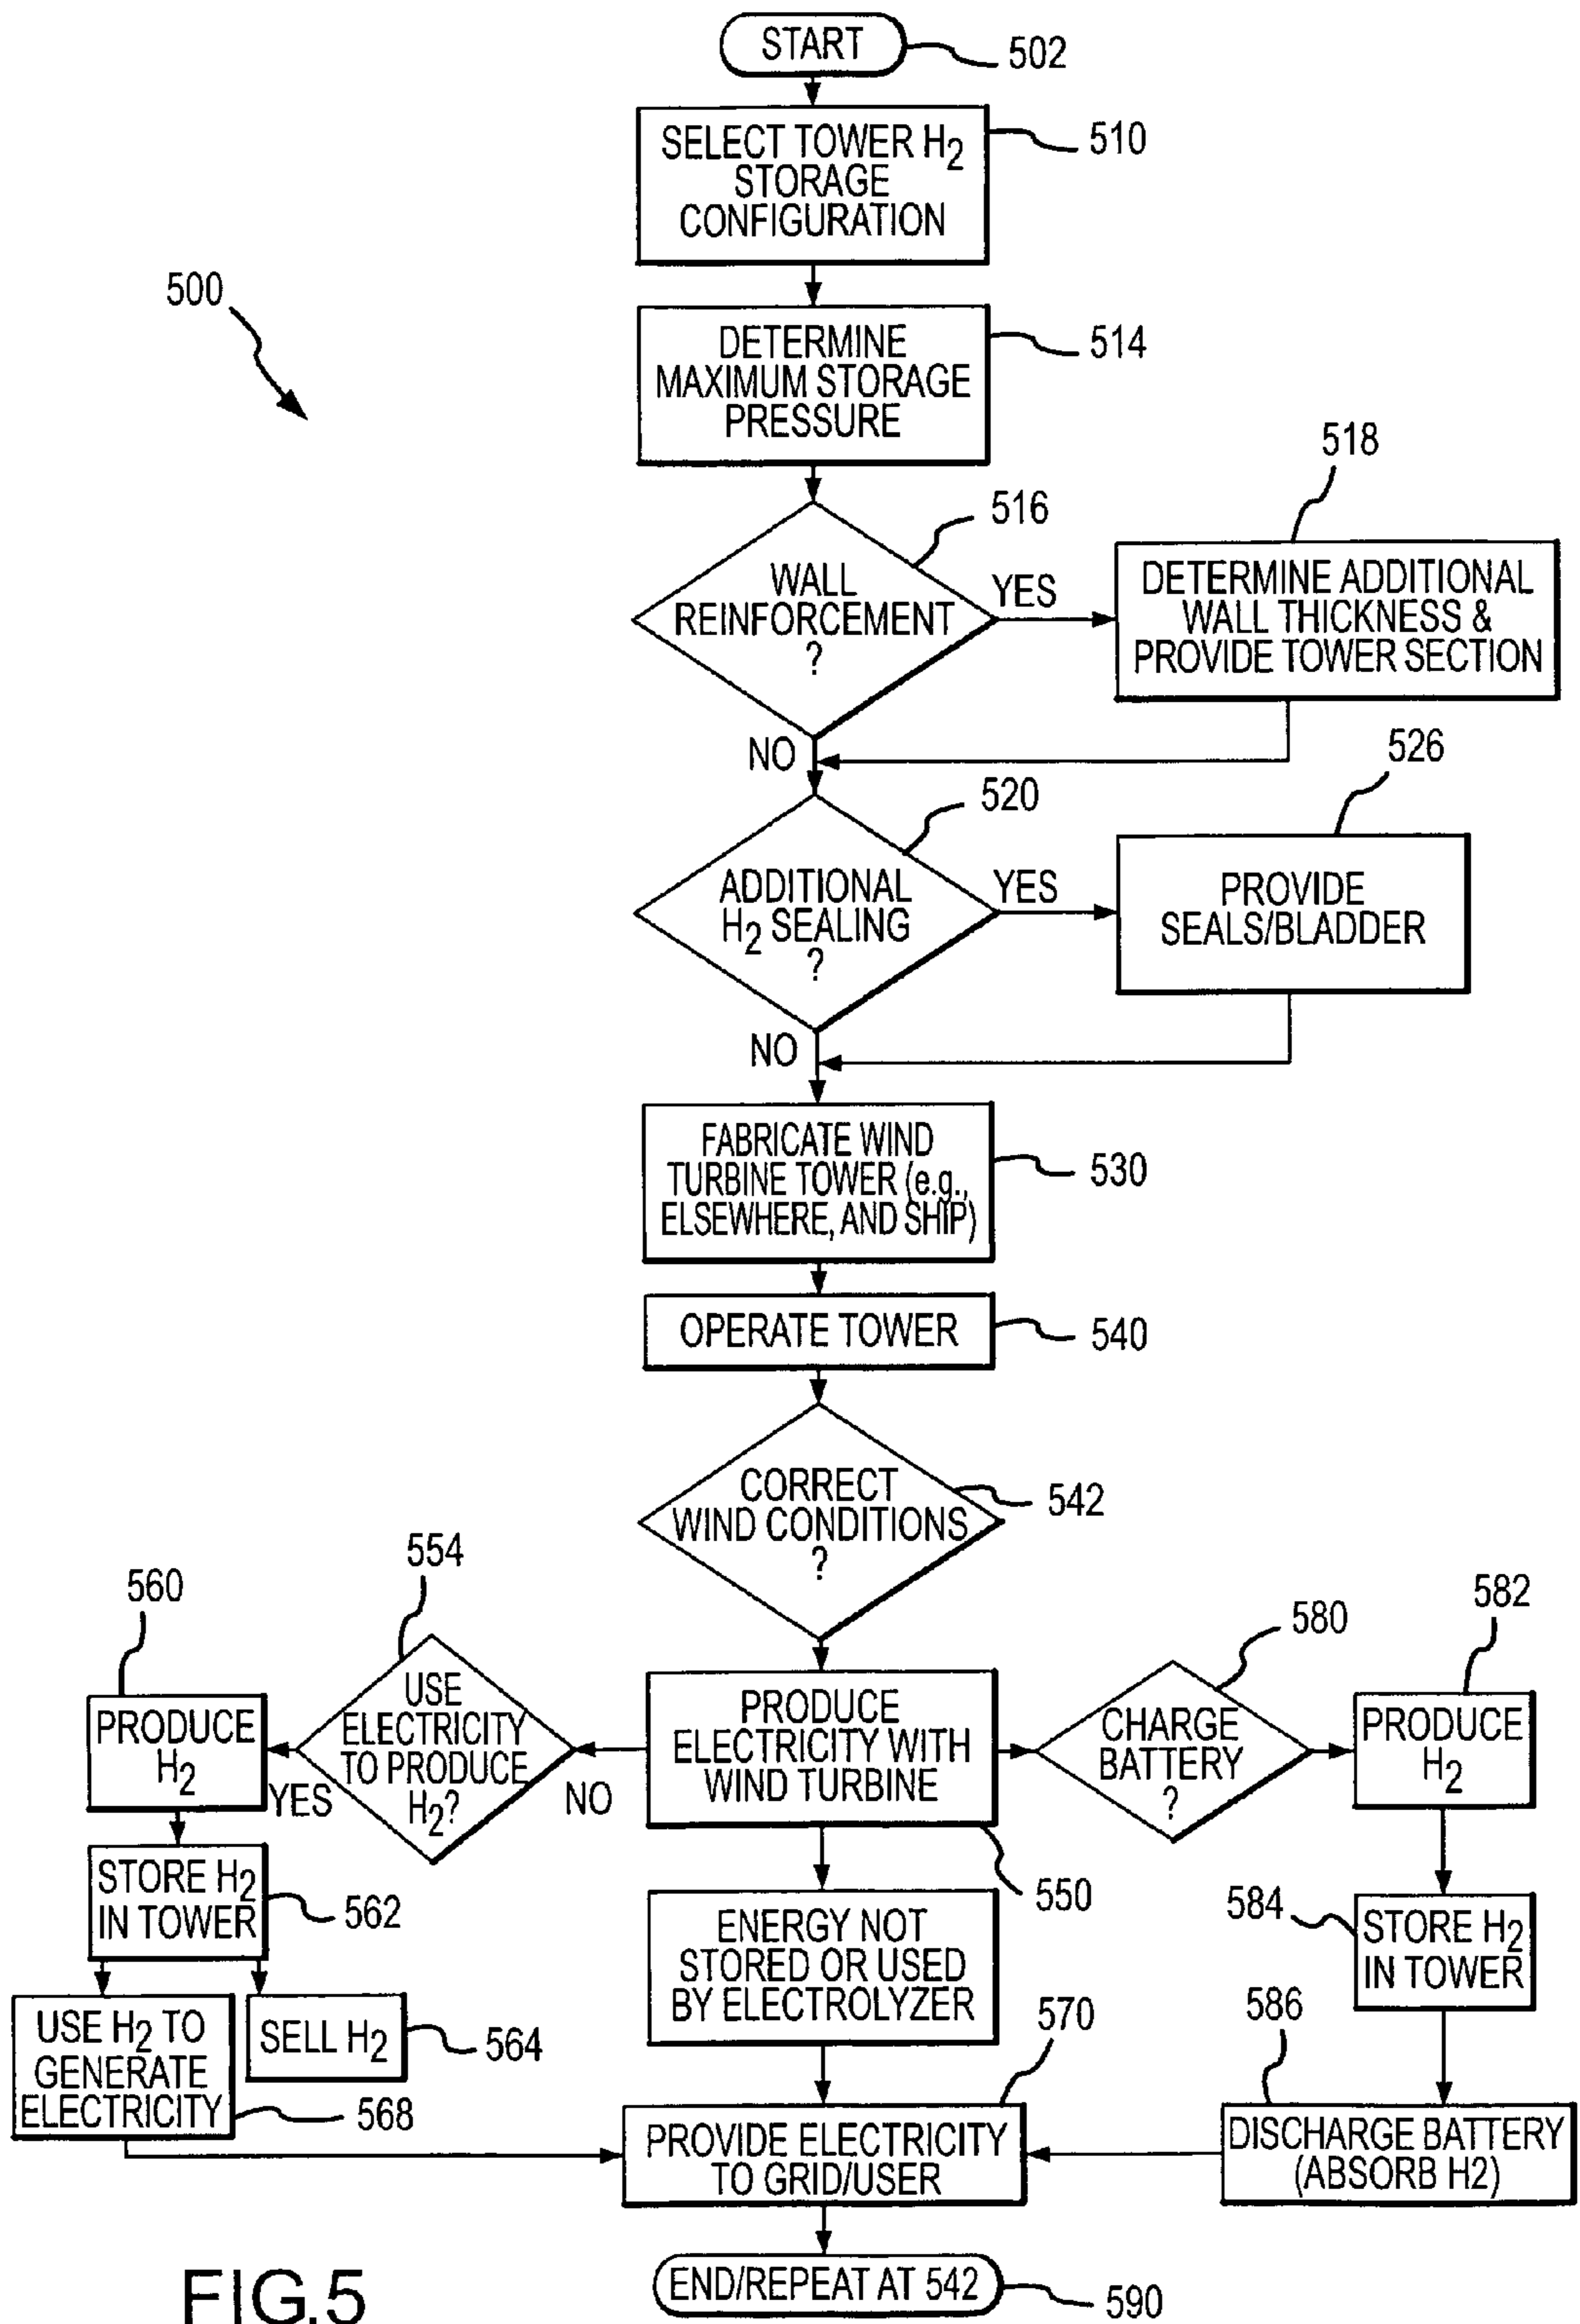 START
502
SELECT TOWER H2
STORAGE
CONFIGURATION
510
500
DETERMINE
MAXIMUM STORAGE
PRESSURE
514
516
WALL
REINFORCEMENT
?
YES
NO
518
DETERMINE ADDITIONAL
WALL THICKNESS &
PROVIDE TOWER SECTION
520
ADDITIONAL
H2 SEALING
?
YES
NO
526
PROVIDE
SEALS/BLADDER
FABRICATE WIND
TURBINE TOWER (e.g.,
ELSEWHERE, AND SHIP)
530
OPERATE TOWER
540
CORRECT
WIND CONDITIONS
?
542
554
USE
ELECTRICITY
TO PRODUCE
H2?
YES
NO
560
PRODUCE
H2
STORE H2
IN TOWER
562
USE H2 TO
GENERATE
ELECTRICITY
568
SELL H2
564
PRODUCE
ELECTRICITY WITH
WIND TURBINE
550
ENERGY NOT
STORED OR USED
BY ELECTROLYZER
580
CHARGE
BATTERY
?
582
PRODUCE
H2
584
STORE H2
IN TOWER
586
DISCHARGE BATTERY
(ABSORB H2)
570
PROVIDE ELECTRICITY
TO GRID/USER
END/REPEAT AT 542
590
FIG.5